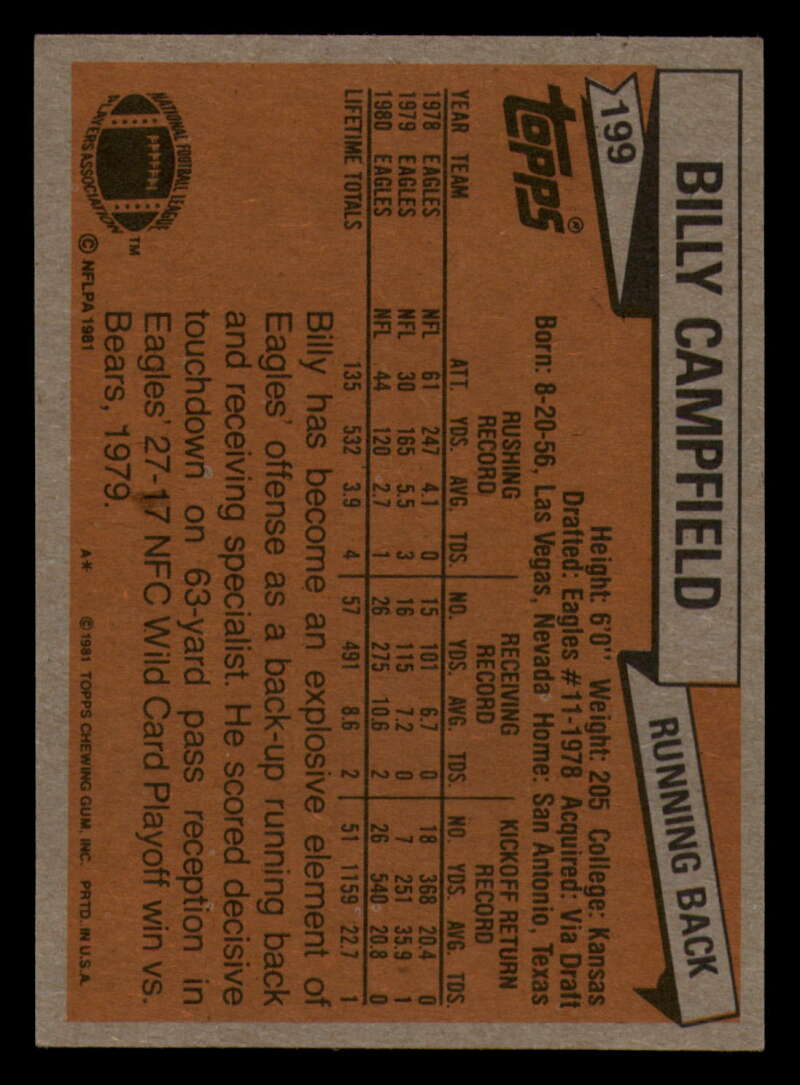 199
BILLY CAMPFIELD
RUNNING BACK
TOPPS®
Height: 6'0" Weight: 205 College: Kansas
Drafted: Eagles #11-1978 Acquired: Via Draft
Born: 8-20-56, Las Vegas, Nevada Home: San Antonio, Texas
RUSHING RECORD RECEIVING RECORD KICKOFF RETURN RECORD
YEAR TEAM ATT. YDS. AVG. TDS. NO. YDS. AVG. TDS. NO. YDS. AVG. TDS.
1978 EAGLES NFL 61 247 4.1 0 15 101 6.7 0 18 368 20.4 0
1979 EAGLES NFL 30 165 5.5 3 16 115 7.2 0 7 251 35.9 1
1980 EAGLES NFL 44 120 2.7 1 26 275 10.6 2 26 540 20.8 0
LIFETIME TOTALS 135 532 3.9 4 57 491 8.6 2 51 1159 22.7 1
Billy has become an explosive element of
Eagles' offense as a back-up running back
and receiving specialist. He scored decisive
touchdown on 63-yard pass reception in
Eagles' 27-17 NFC Wild Card Playoff win vs.
Bears, 1979.
NATIONAL FOOTBALL LEAGUE
PLAYERS ASSOCIATION
TM
© NFLPA 1981
A* ©1981 TOPPS CHEWING GUM, INC. PRTD. IN U.S.A.